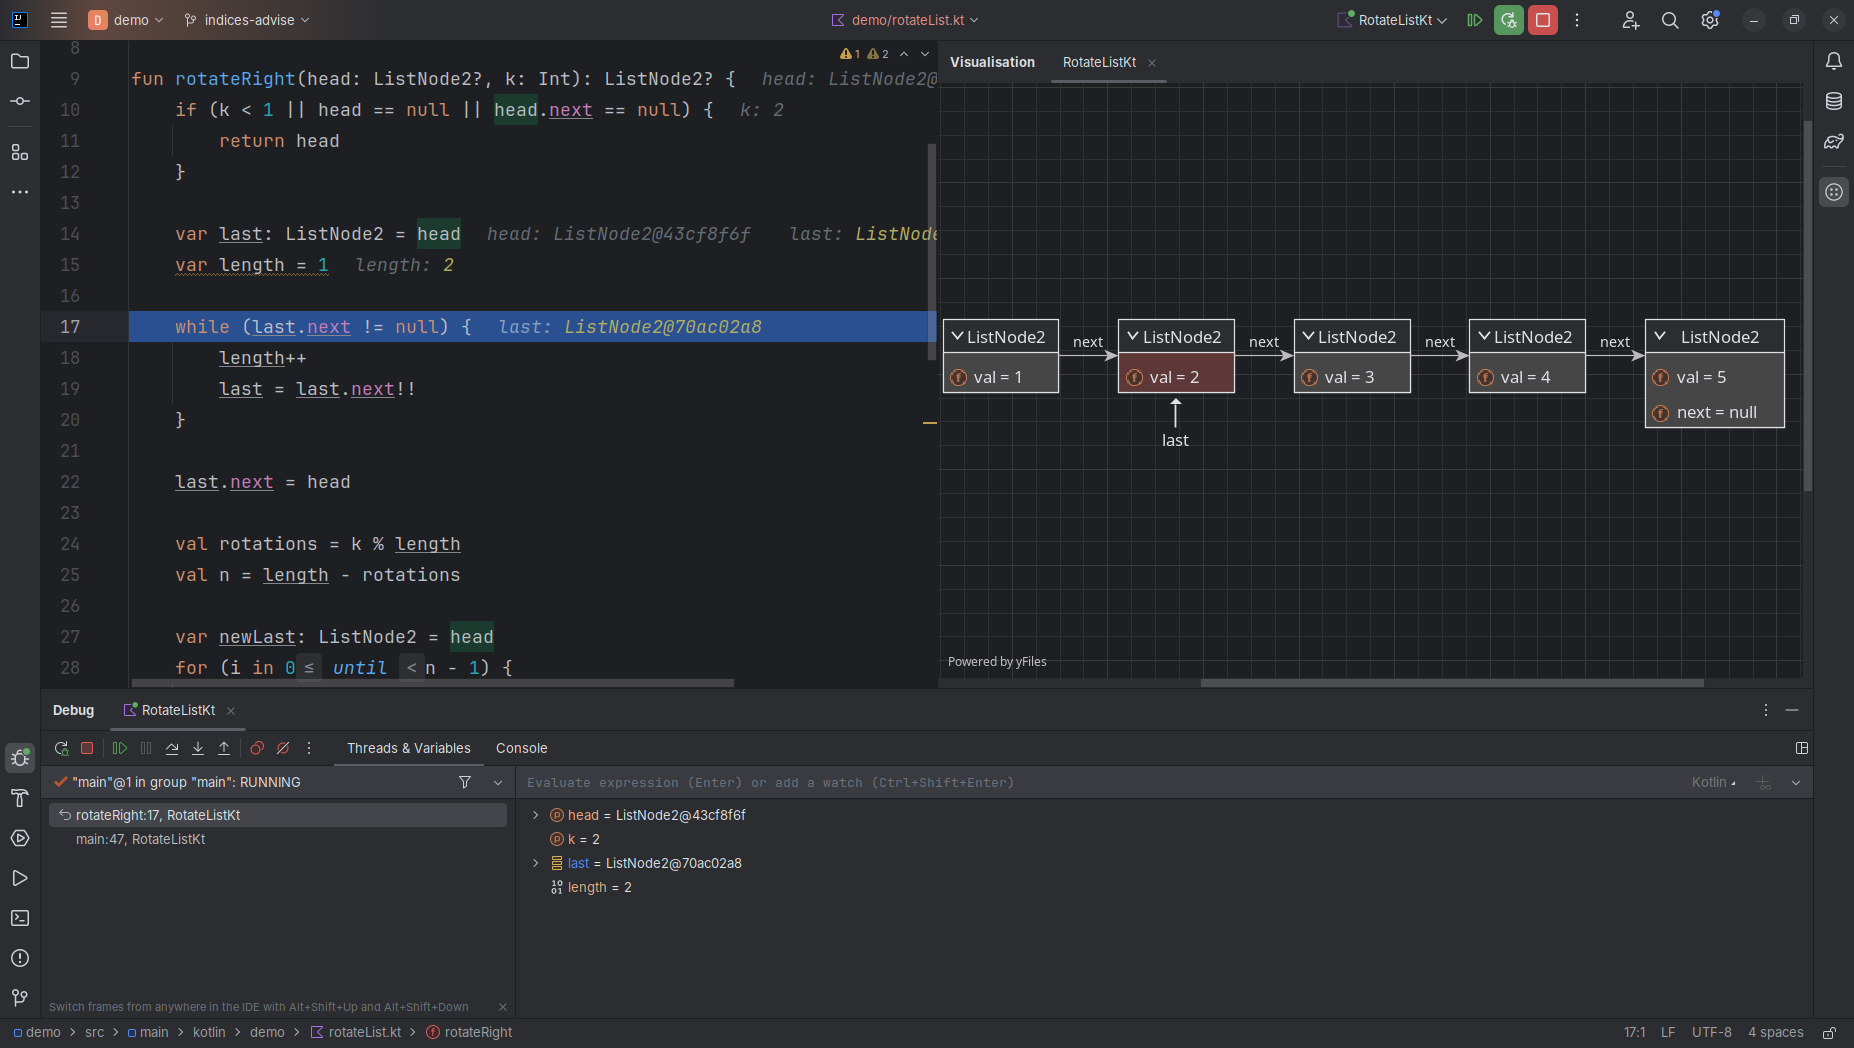 demo
indices-advise
demo/rotateList.kt
RotateListKt
8
1 2
9 fun rotateRight(head: ListNode2?, k: Int): ListNode2? { head: ListNode2@
10 if (k < 1 || head == null || head.next == null) { k: 2
11 return head
12 }
13
14 var last: ListNode2 = head head: ListNode2@43cf8f6f last: ListNode
15 var length = 1 length: 2
16
17 while (last.next != null) { last: ListNode2@70ac02a8
18 length++
19 last = last.next!!
20 }
21
22 last.next = head
23
24 val rotations = k % length
25 val n = length - rotations
26
27 var newLast: ListNode2 = head
28 for (i in 0 ≤ until < n - 1) {
Visualisation RotateListKt
ListNode2 next ListNode2 next ListNode2 next ListNode2 next ListNode2
f val = 1 f val = 2 f val = 3 f val = 4 f val = 5
f next = null
last
Powered by yFiles
Debug RotateListKt
Threads & Variables Console
"main"@1 in group "main": RUNNING
rotateRight:17, RotateListKt
main:47, RotateListKt
Switch frames from anywhere in the IDE with Alt+Shift+Up and Alt+Shift+Down
Evaluate expression (Enter) or add a watch (Ctrl+Shift+Enter) Kotlin
p head = ListNode2@43cf8f6f
p k = 2
last = ListNode2@70ac02a8
10 01 length = 2
demo > src > main > kotlin > demo > rotateList.kt > f rotateRight
17:1 LF UTF-8 4 spaces